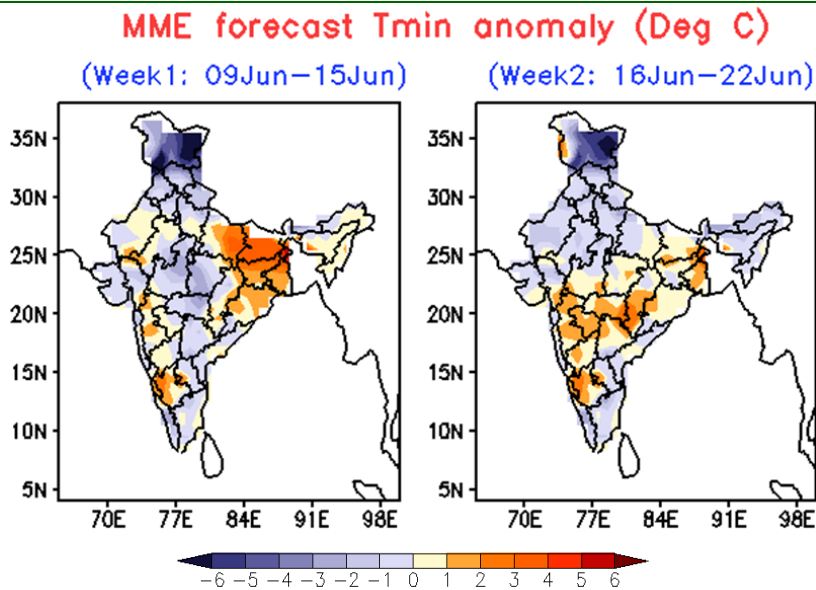 MME forecast Tmin anomaly (Deg C)
(Week1: 09Jun−15Jun) (Week2: 16Jun−22Jun)
35N 35N
30N 30N
25N 25N
20N 20N
15N 15N
10N 10N
5N 5N
70E 77E 84E 91E 98E 70E 77E 84E 91E 98E
−6 −5 −4 −3 −2 −1 0 1 2 3 4 5 6